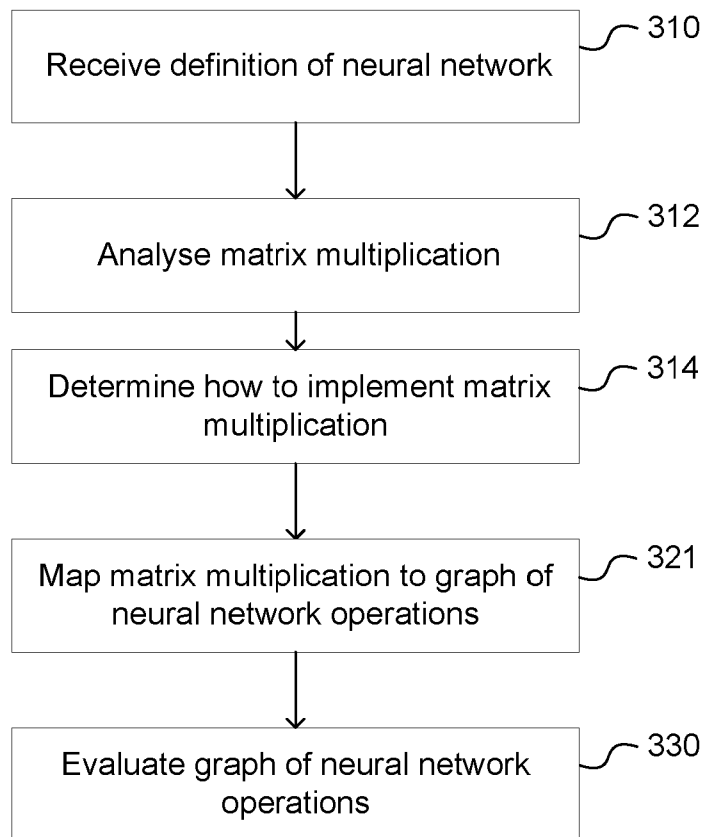 Receive definition of neural network
310
Analyse matrix multiplication
312
Determine how to implement matrix
multiplication
314
Map matrix multiplication to graph of
neural network operations
321
Evaluate graph of neural network
operations
330